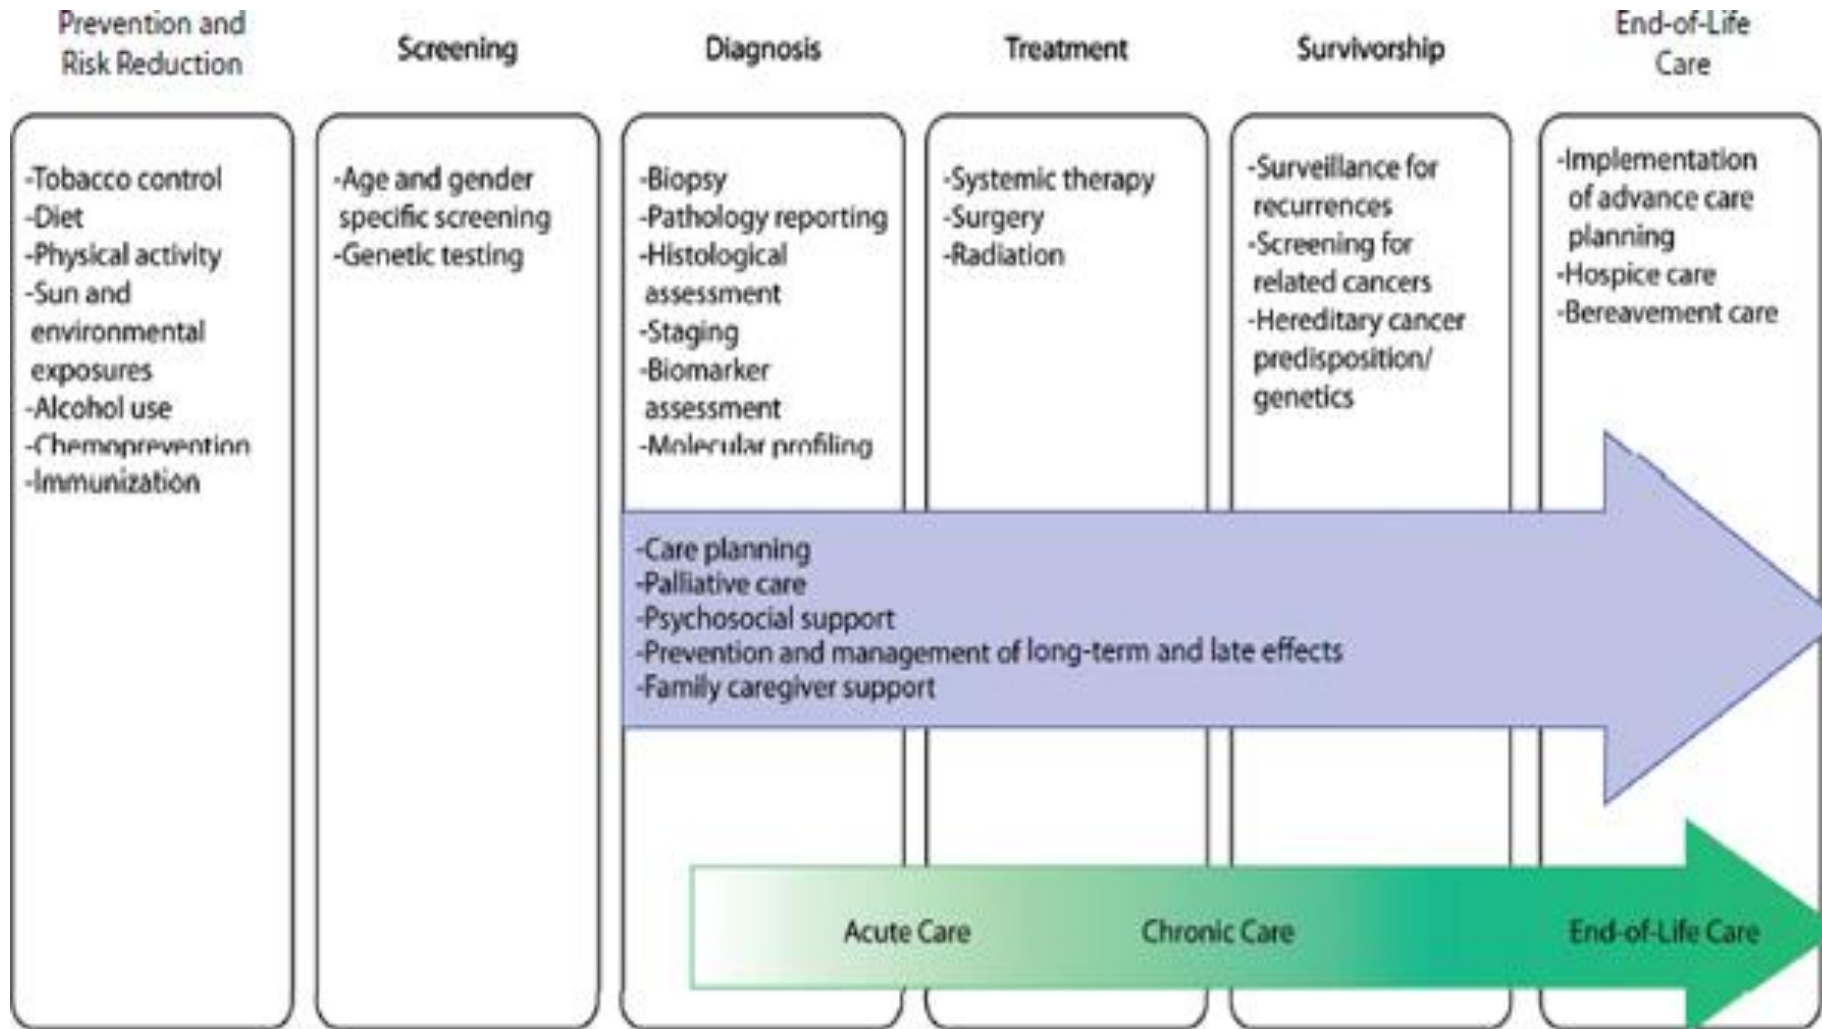 Prevention and
Risk Reduction
Screening
Diagnosis
Treatment
Survivorship
End-of-Life
Care
-Tobacco control
-Diet
-Physical activity
-Sun and
environmental
exposures
-Alcohol use
-Chemoprevention
-Immunization
-Age and gender
specific screening
-Genetic testing
-Biopsy
-Pathology reporting
-Histological
assessment
-Staging
-Biomarker
assessment
-Molecular profiling
-Systemic therapy
-Surgery
-Radiation
-Surveillance for
recurrences
-Screening for
related cancers
-Hereditary cancer
predisposition/
genetics
-Implementation
of advance care
planning
-Hospice care
-Bereavement care
-Care planning
-Palliative care
-Psychosocial support
-Prevention and management of long-term and late effects
-Family caregiver support
Acute Care
Chronic Care
End-of-Life Care